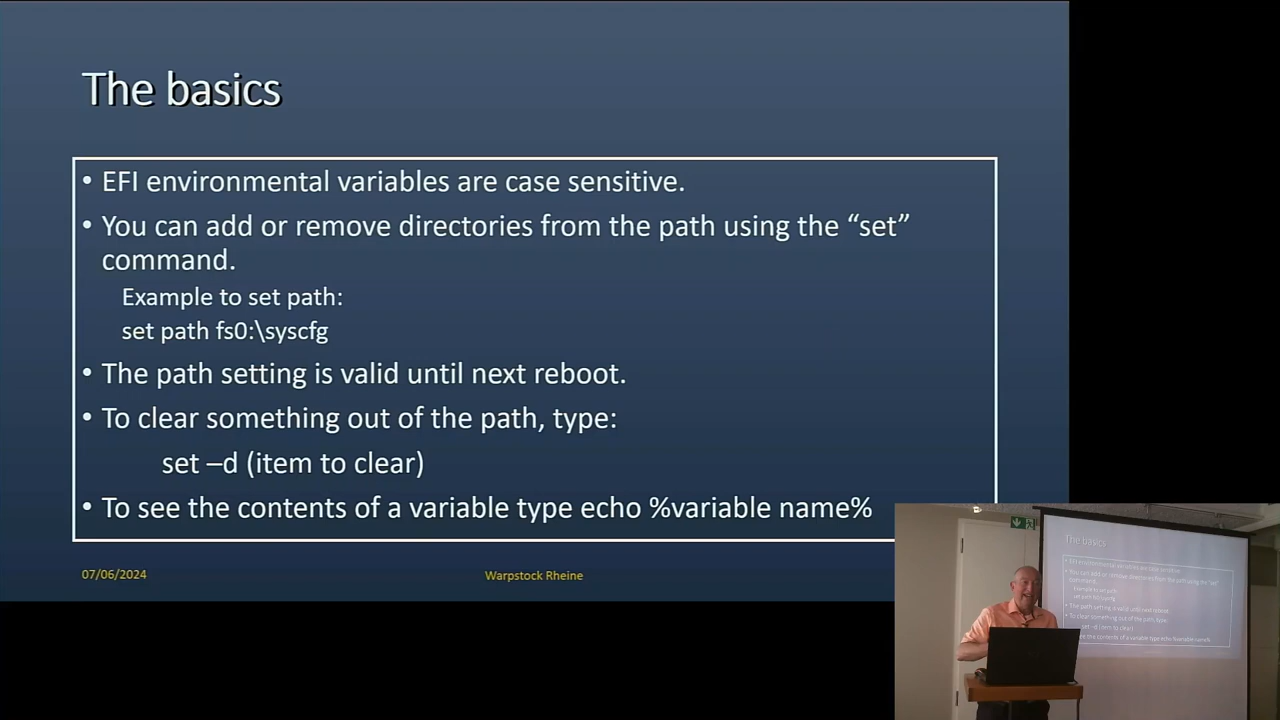 The basics
• EFI environmental variables are case sensitive.
• You can add or remove directories from the path using the “set”
command.
Example to set path:
set path fs0:\syscfg
• The path setting is valid until next reboot.
• To clear something out of the path, type:
set –d (item to clear)
• To see the contents of a variable type echo %variable name%
07/06/2024
Warpstock Rheine
The basics